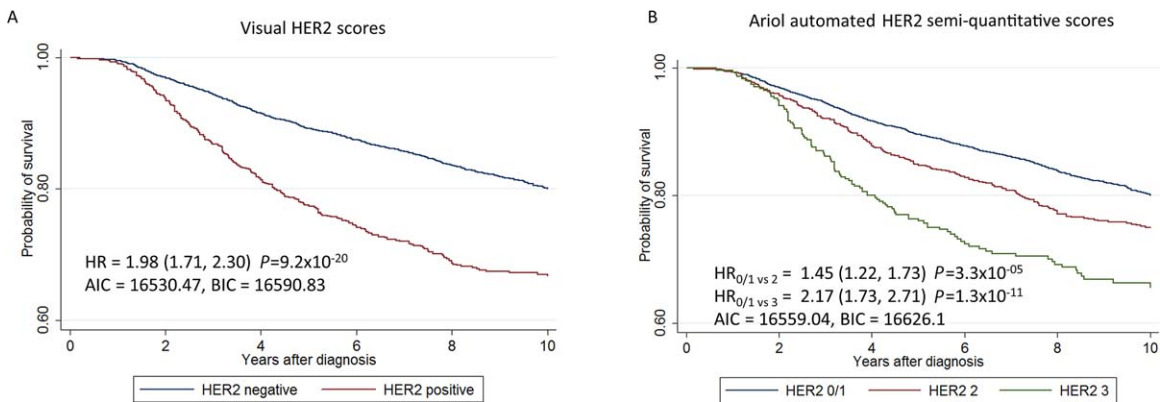 A
Visual HER2 scores
Probability of survival
1.00
0.80
0.60
HR = 1.98 (1.71, 2.30) P=9.2x10-20
AIC = 16530.47, BIC = 16590.83
0 2 4 6 8 10
Years after diagnosis
HER2 negative HER2 positive
B
Ariol automated HER2 semi-quantitative scores
Probability of survival
1.00
0.80
0.60
HR0/1 vs 2 = 1.45 (1.22, 1.73) P=3.3x10-05
HR0/1 vs 3 = 2.17 (1.73, 2.71) P=1.3x10-11
AIC = 16559.04, BIC = 16626.1
0 2 4 6 8 10
Years after diagnosis
HER2 0/1 HER2 2 HER2 3